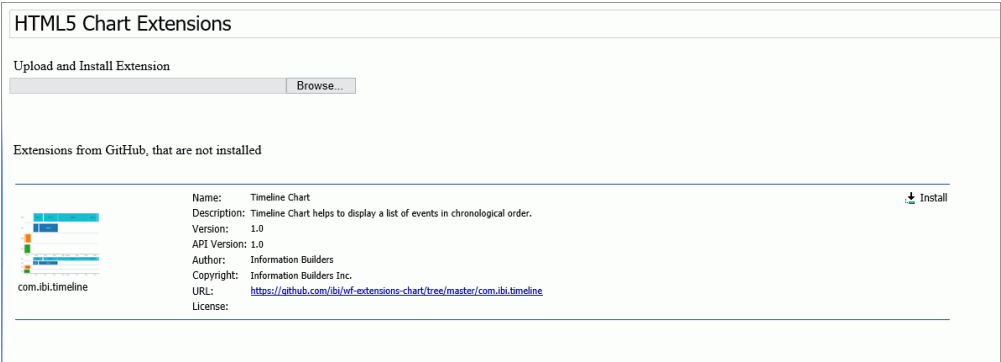 HTML5 Chart Extensions
Upload and Install Extension
Browse...
Extensions from GitHub, that are not installed
Name: Timeline Chart
Install
Description: Timeline Chart helps to display a list of events in chronological order.
Version: 1.0
API Version: 1.0
Author: Information Builders
Copyright: Information Builders Inc.
com.ibi.timeline
URL: https://github.com/ibi/wf-extensions-chart/tree/master/com.ibi.timeline
License: